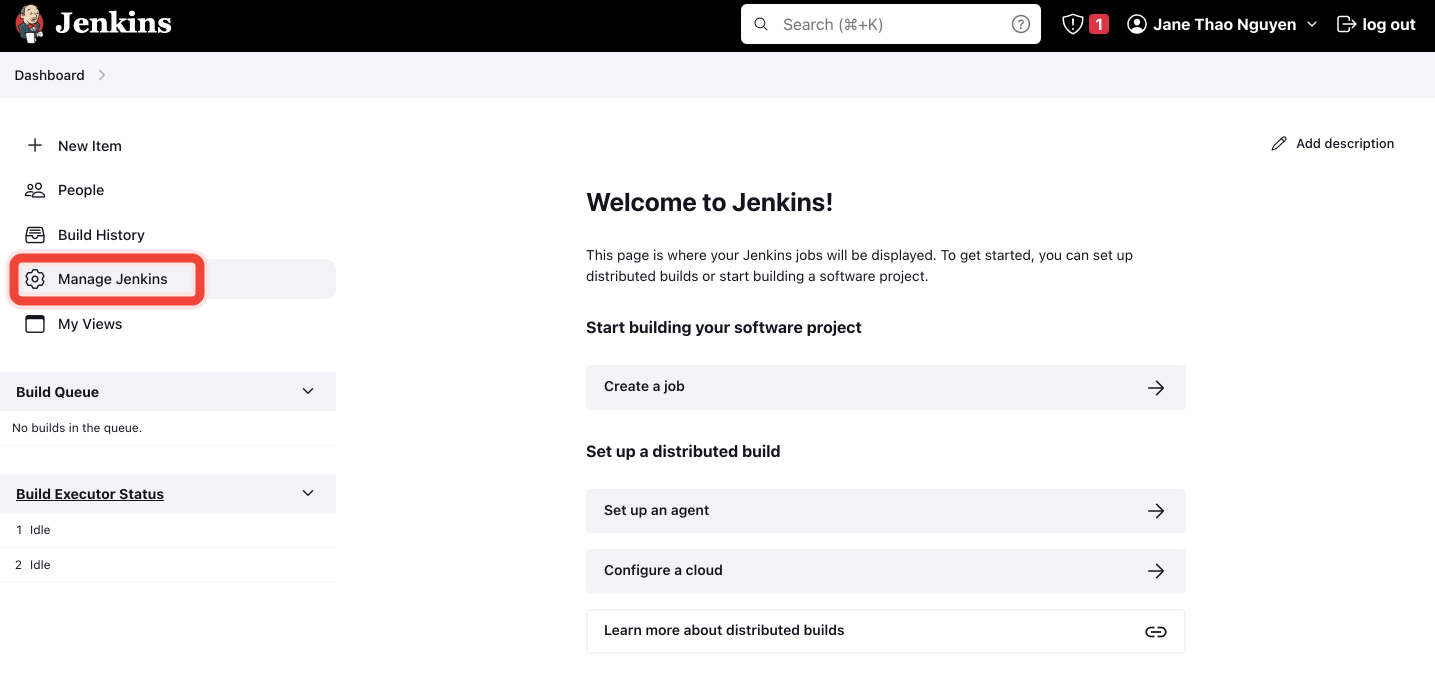 Jenkins
Search (⌘+K)
1
Jane Thao Nguyen
log out
Dashboard
New Item
People
Build History
Manage Jenkins
My Views
Build Queue
No builds in the queue.
Build Executor Status
1 Idle
2 Idle
Add description
Welcome to Jenkins!
This page is where your Jenkins jobs will be displayed. To get started, you can set up
distributed builds or start building a software project.
Start building your software project
Create a job
Set up a distributed build
Set up an agent
Configure a cloud
Learn more about distributed builds